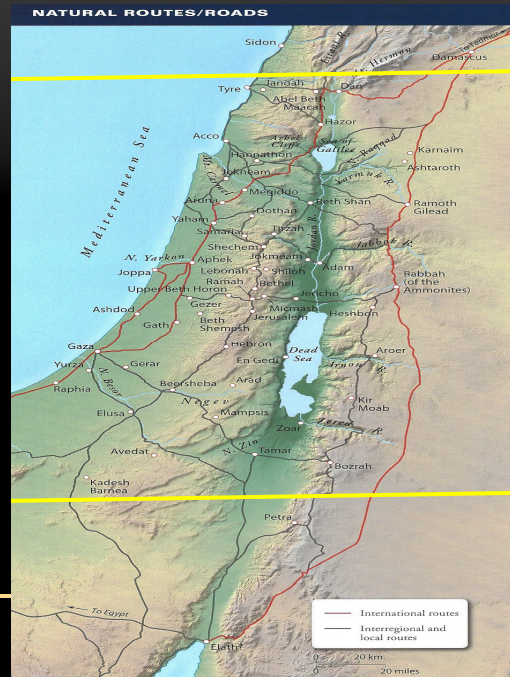 NATURAL ROUTES/ROADS
Sidon
Litani R.
Mt. Hermon
To Tadmor
Damascus
Tyre
Janoah
Dan
Abel Beth
Maacah
Hazor
Acco
Arbel
Cliffs
Sea of
Galilee
N. Raqqad
Karnaim
Hannathon
Ashtaroth
Mt. Carmel
Jokneam
Yarmuk R.
Megiddo
Aruna
Beth Shan
Ramoth
Gilead
Mediterranean Sea
Dothan
Yaham
Tirzah
Samaria
Jordan R.
Shechem
Jabbok R.
N. Yarkon
Aphek
Jokmeam
Adam
Joppa
Lebonah
Shiloh
Ramah
Bethel
Rabbah
(of the
Ammonites)
Upper Beth Horon
Jericho
Gezer
Micmash
Ashdod
Beth
Shempsh
Jerusalem
Heshbon
Gath
Gaza
Hebron
Dead
Sea
Aroer
Yurza
Gerar
En Gedi
Arnon R.
Raphia
N. Besor
Beersheba
Arad
Negev
Kir
Moab
Elusa
Mampsis
Zoar
Zered R.
Avedat
N. Zin
Tamar
Bozrah
Kadesh
Barnea
Petra
To Egypt
International routes
Interregional and
local routes
Elath
0 20 km.
0 20 miles